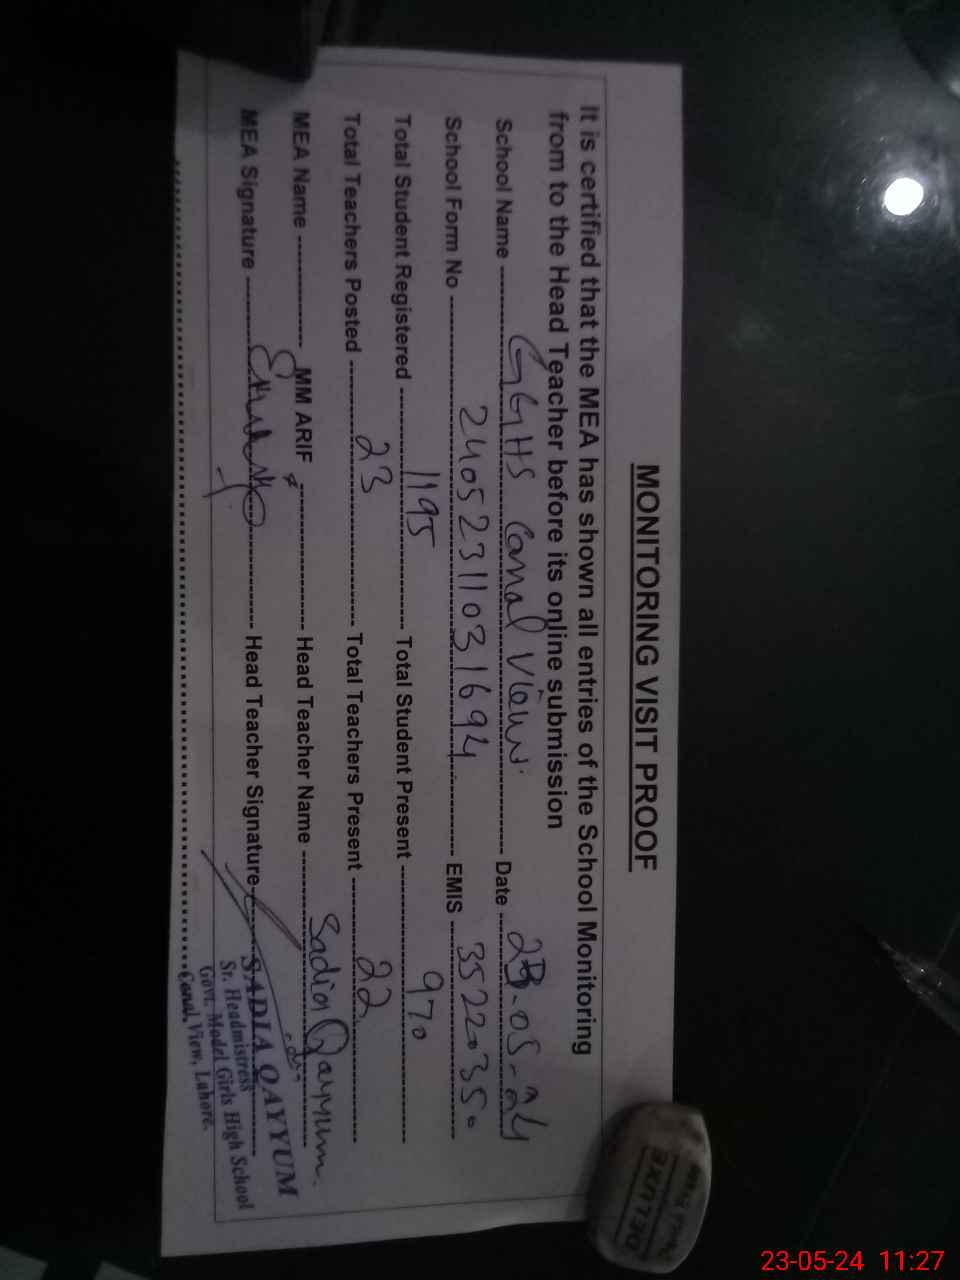 MONITORING VISIT PROOF
It is certified that the MEA has shown all entries of the School Monitoring
from to the Head Teacher before its online submission
School Name GGHS Canal View. Date 23-05-24
School Form No 2405231103 1694 EMIS 35220350
Total Student Registered 1195 Total Student Present 970
Total Teachers Posted 23 Total Teachers Present 22
MEA Name MM ARIF Head Teacher Name Sadia Qayyum.
MEA Signature Head Teacher Signature
SADIA QAYYUM
Sr. Headmistress
Govt. Model Girls High School
Canal View, Lahore.
DELUXE
23-05-24 11:27